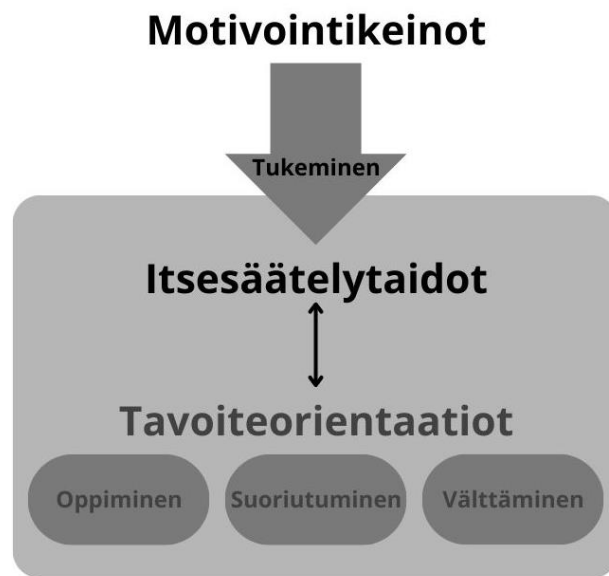 Motivointikeinot
Tukeminen
Itsesäätelytaidot
Tavoiteorientaatiot
Oppiminen Suoriutuminen Välttäminen